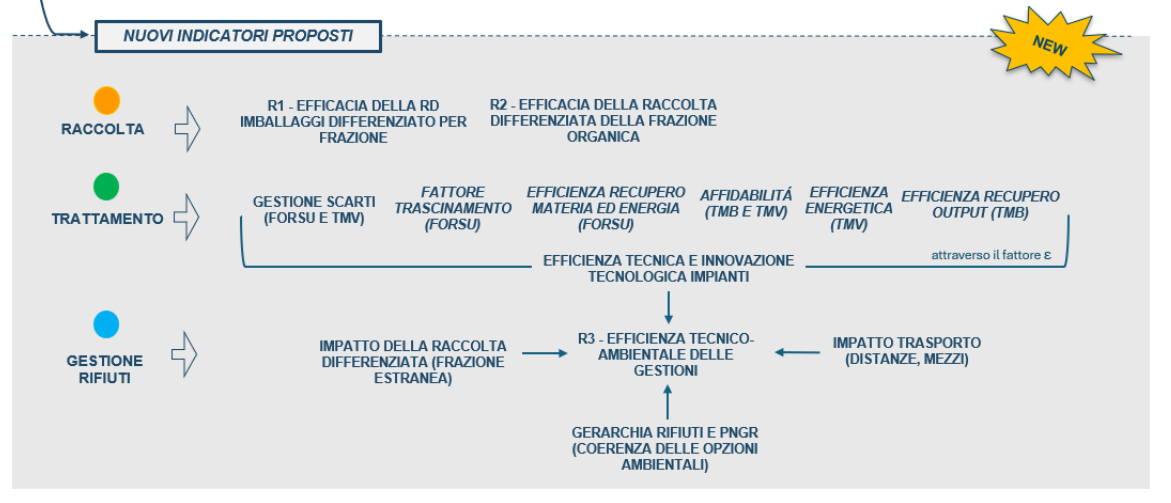 NUOVI INDICATORI PROPOSTI
NEW
RACCOLTA
R1 - EFFICACIA DELLA RD
IMBALLAGGI DIFFERENZIATO PER
FRAZIONE
R2 - EFFICACIA DELLA RACCOLTA
DIFFERENZIATA DELLA FRAZIONE
ORGANICA
TRATTAMENTO
GESTIONE SCARTI
(FORSU E TMV)
FATTORE
TRASCINAMENTO
(FORSU)
EFFICIENZA RECUPERO
MATERIA ED ENERGIA
(FORSU)
AFFIDABILITÁ
(TMB E TMV)
EFFICIENZA
ENERGETICA
(TMV)
EFFICIENZA RECUPERO
OUTPUT (TMB)
attraverso il fattore ε
EFFICIENZA TECNICA E INNOVAZIONE
TECNOLOGICA IMPIANTI
GESTIONE
RIFIUTI
IMPATTO DELLA RACCOLTA
DIFFERENZIATA (FRAZIONE
ESTRANEA)
R3 - EFFICIENZA TECNICO-
AMBIENTALE DELLE
GESTIONI
IMPATTO TRASPORTO
(DISTANZE, MEZZI)
GERARCHIA RIFIUTI E PNGR
(COERENZA DELLE OPZIONI
AMBIENTALI)